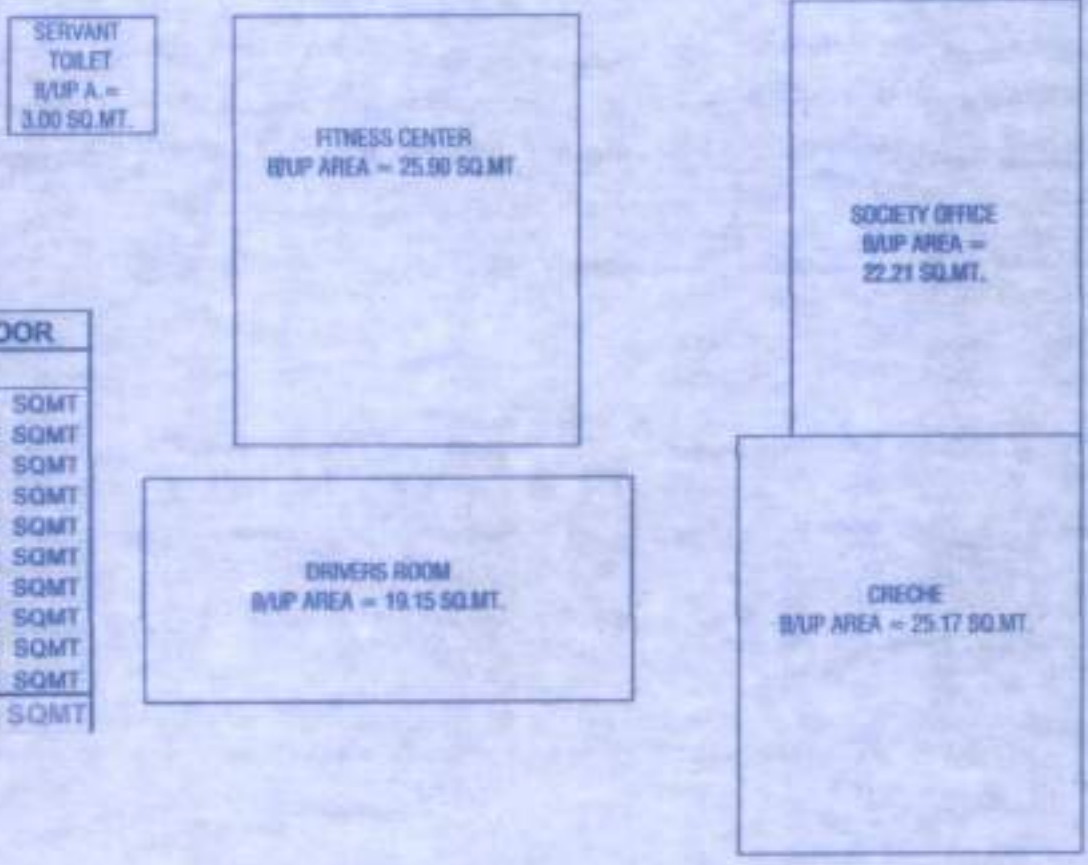 SERVANT
TOILET
B/UP A. =
3.00 SQ.MT.
FITNESS CENTER
B/UP AREA = 25.90 SQ.MT.
SOCIETY OFFICE
B/UP AREA =
22.21 SQ.MT.
OOR
SQMT
SQMT
SQMT
SQMT
SQMT
SQMT
SQMT
SQMT
SQMT
SQMT
SQMT
DRIVERS ROOM
B/UP AREA = 19.15 SQ.MT.
CRECHE
B/UP AREA = 25.17 SQ.MT.